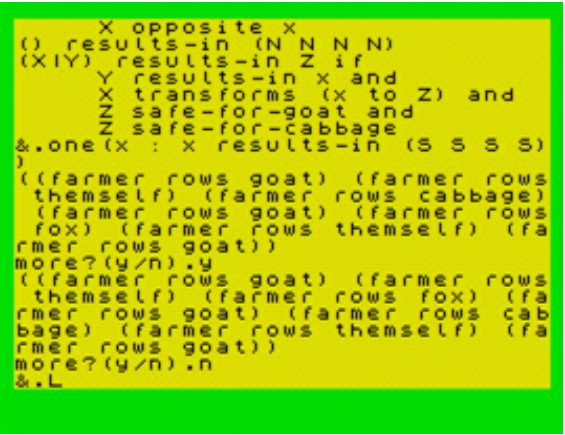 X opposite x
() results-in (N N N N)
(X|Y) results-in Z if
Y results-in x and
X transforms (x to Z) and
Z safe-for-goat and
Z safe-for-cabbage
&.one(x : x results-in (S S S S)
)
((farmer rows goat) (farmer rows
themself) (farmer rows cabbage)
(farmer rows goat) (farmer rows
fox) (farmer rows themself) (fa
rmer rows goat))
more?(y/n).y
((farmer rows goat) (farmer rows
themself) (farmer rows fox) (fa
rmer rows goat) (farmer rows cab
bage) (farmer rows themself) (fa
rmer rows goat))
more?(y/n).n
&.L